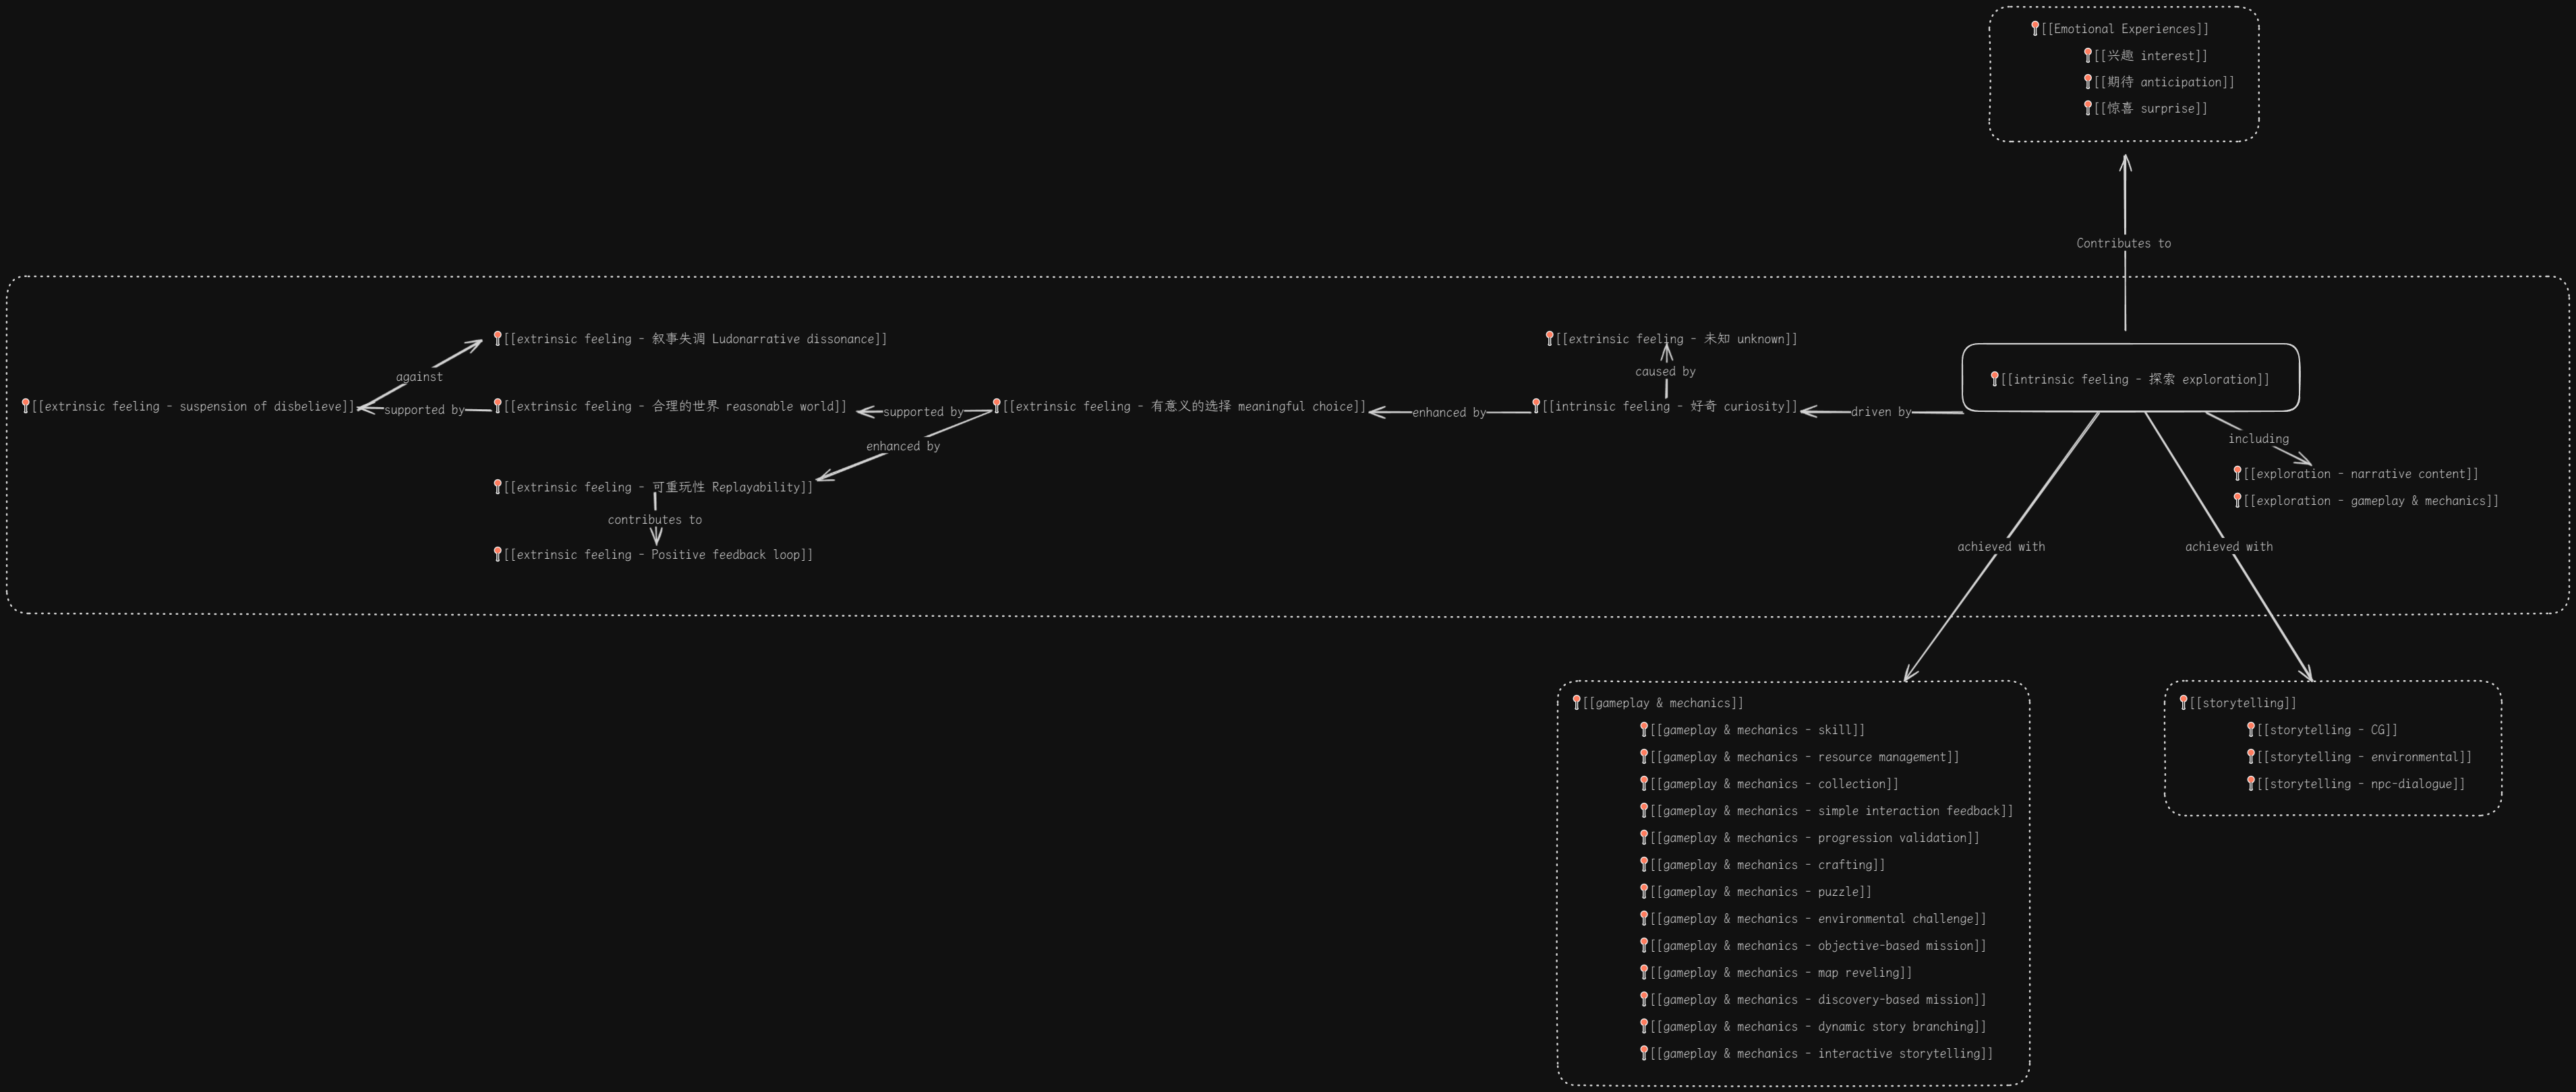 [[Emotional Experiences]]
[[兴趣 interest]]
[[期待 anticipation]]
[[惊喜 surprise]]
Contributes to
[[extrinsic feeling - 叙事失调 Ludonarrative dissonance]]
[[extrinsic feeling - 未知 unknown]]
against
caused by
[[intrinsic feeling - 探索 exploration]]
[[extrinsic feeling - suspension of disbelieve]]
supported by
[[extrinsic feeling - 合理的世界 reasonable world]]
supported by
[[extrinsic feeling - 有意义的选择 meaningful choice]]
enhanced by
[[intrinsic feeling - 好奇 curiosity]]
driven by
enhanced by
including
[[exploration - narrative content]]
[[exploration - gameplay & mechanics]]
[[extrinsic feeling - 可重玩性 Replayability]]
contributes to
[[extrinsic feeling - Positive feedback loop]]
achieved with
achieved with
[[gameplay & mechanics]]
[[gameplay & mechanics - skill]]
[[gameplay & mechanics - resource management]]
[[gameplay & mechanics - collection]]
[[gameplay & mechanics - simple interaction feedback]]
[[gameplay & mechanics - progression validation]]
[[gameplay & mechanics - crafting]]
[[gameplay & mechanics - puzzle]]
[[gameplay & mechanics - environmental challenge]]
[[gameplay & mechanics - objective-based mission]]
[[gameplay & mechanics - map reveling]]
[[gameplay & mechanics - discovery-based mission]]
[[gameplay & mechanics - dynamic story branching]]
[[gameplay & mechanics - interactive storytelling]]
[[storytelling]]
[[storytelling - CG]]
[[storytelling - environmental]]
[[storytelling - npc-dialogue]]